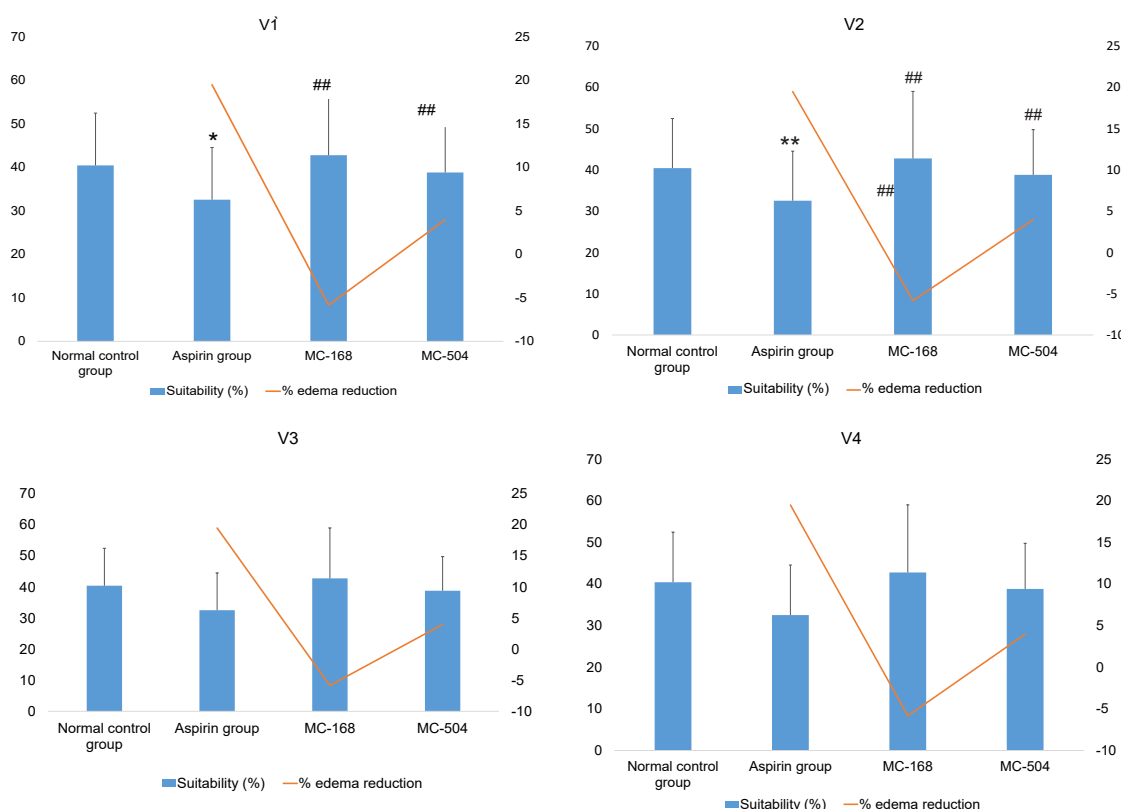 V1̀
70
60
50
40
30
20
10
0
25
20
15
10
5
0
-5
-10
*
##
##
Normal control
group
Aspirin group
MC-168
MC-504
Suitability (%)
% edema reduction
V2
70
60
50
40
30
20
10
0
25
20
15
10
5
0
-5
-10
**
##
##
##
Normal control
group
Aspirin group
MC-168
MC-504
Suitability (%)
% edema reduction
V3
70
60
50
40
30
20
10
0
25
20
15
10
5
0
-5
-10
Normal control
group
Aspirin group
MC-168
MC-504
Suitability (%)
% edema reduction
V4
70
60
50
40
30
20
10
0
25
20
15
10
5
0
-5
-10
Normal control
group
Aspirin group
MC-168
MC-504
Suitability (%)
% edema reduction